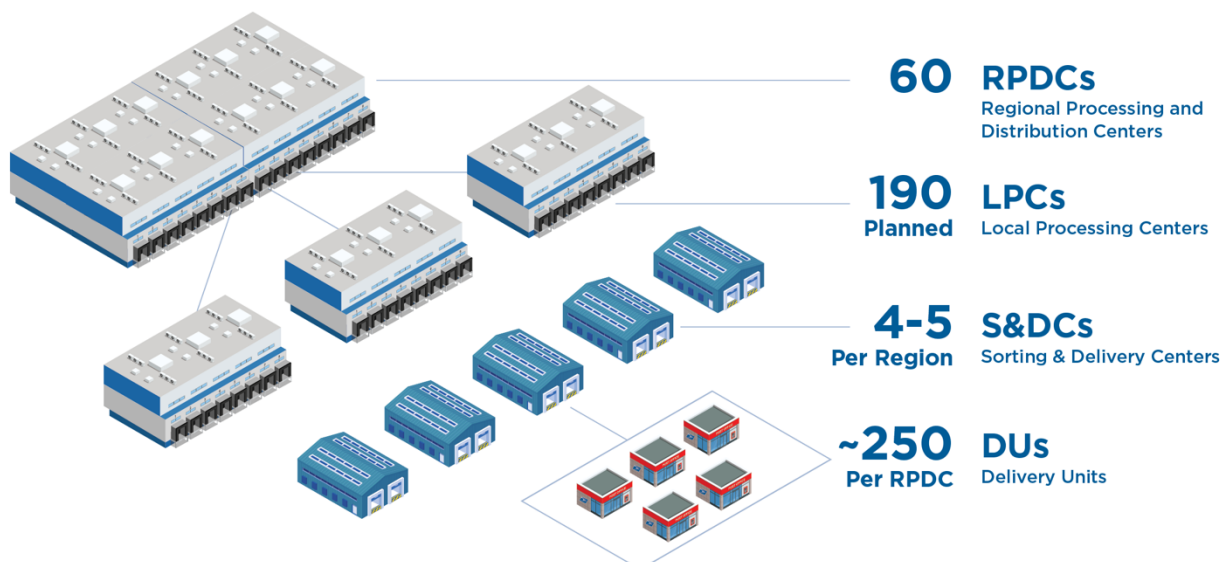 60 RPDCs
Regional Processing and
Distribution Centers
190 LPCs
Planned Local Processing Centers
4-5 S&DCs
Per Region Sorting & Delivery Centers
~250 DUs
Per RPDC Delivery Units